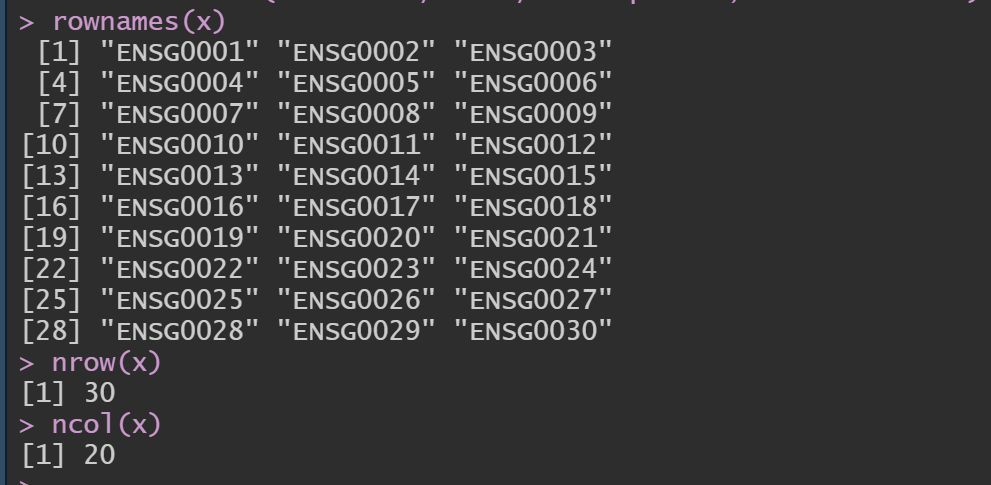 > rownames(x)
 [1] "ENSG0001" "ENSG0002" "ENSG0003"
 [4] "ENSG0004" "ENSG0005" "ENSG0006"
 [7] "ENSG0007" "ENSG0008" "ENSG0009"
[10] "ENSG0010" "ENSG0011" "ENSG0012"
[13] "ENSG0013" "ENSG0014" "ENSG0015"
[16] "ENSG0016" "ENSG0017" "ENSG0018"
[19] "ENSG0019" "ENSG0020" "ENSG0021"
[22] "ENSG0022" "ENSG0023" "ENSG0024"
[25] "ENSG0025" "ENSG0026" "ENSG0027"
[28] "ENSG0028" "ENSG0029" "ENSG0030"
> nrow(x)
[1] 30
> ncol(x)
[1] 20
>